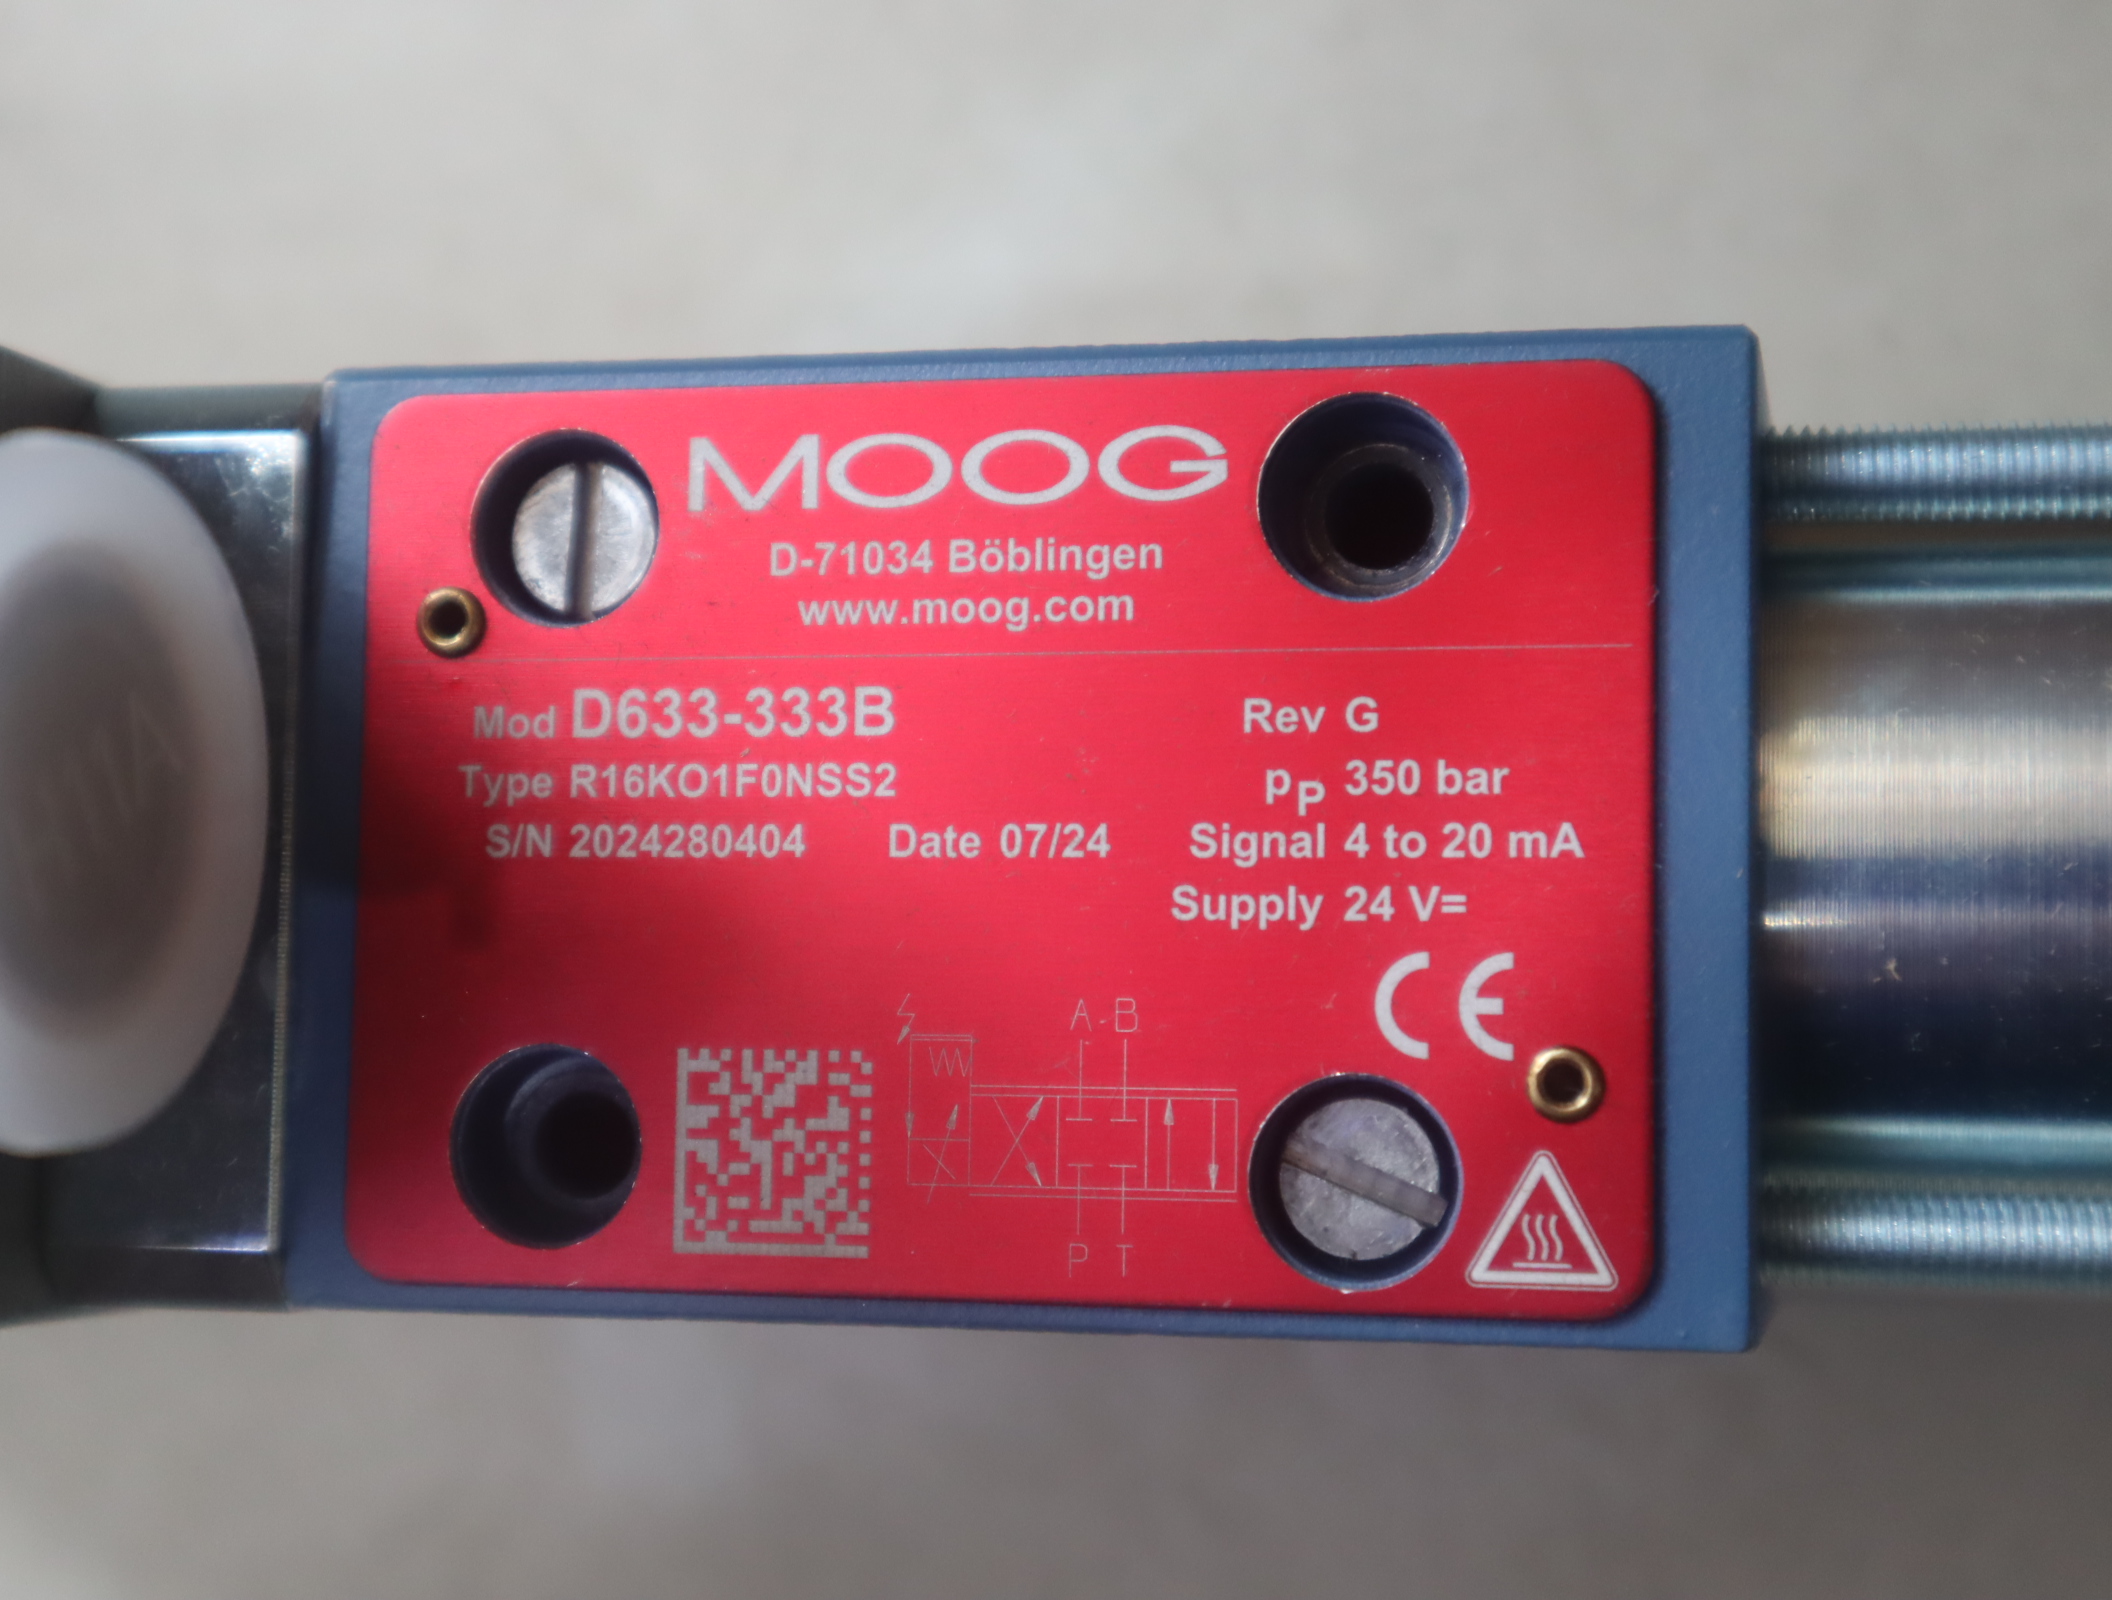 MOOG
D-71034 Böblingen
www.moog.com
Mod D633-333B Rev G
Type R16KO1F0NSS2 pP 350 bar
S/N 2024280404 Date 07/24 Signal 4 to 20 mA
Supply 24 V=
CE
A B
P T